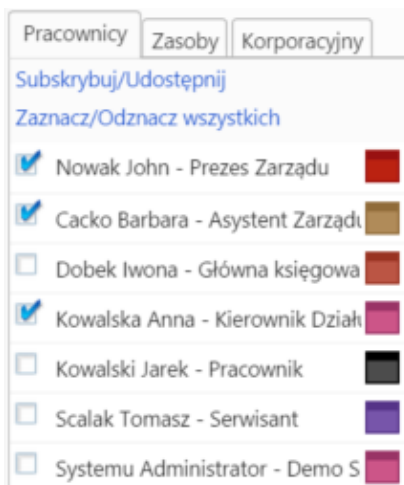 Pracownicy Zasoby Korporacyjny
Subskrybuj/Udostępnij
Zaznacz/Odznacz wszystkich
Nowak John - Prezes Zarządu
Cacko Barbara - Asystent Zarządu
Dobek Iwona - Główna księgowa
Kowalska Anna - Kierownik Dział
Kowalski Jarek - Pracownik
Scalak Tomasz - Serwisant
Systemu Administrator - Demo S